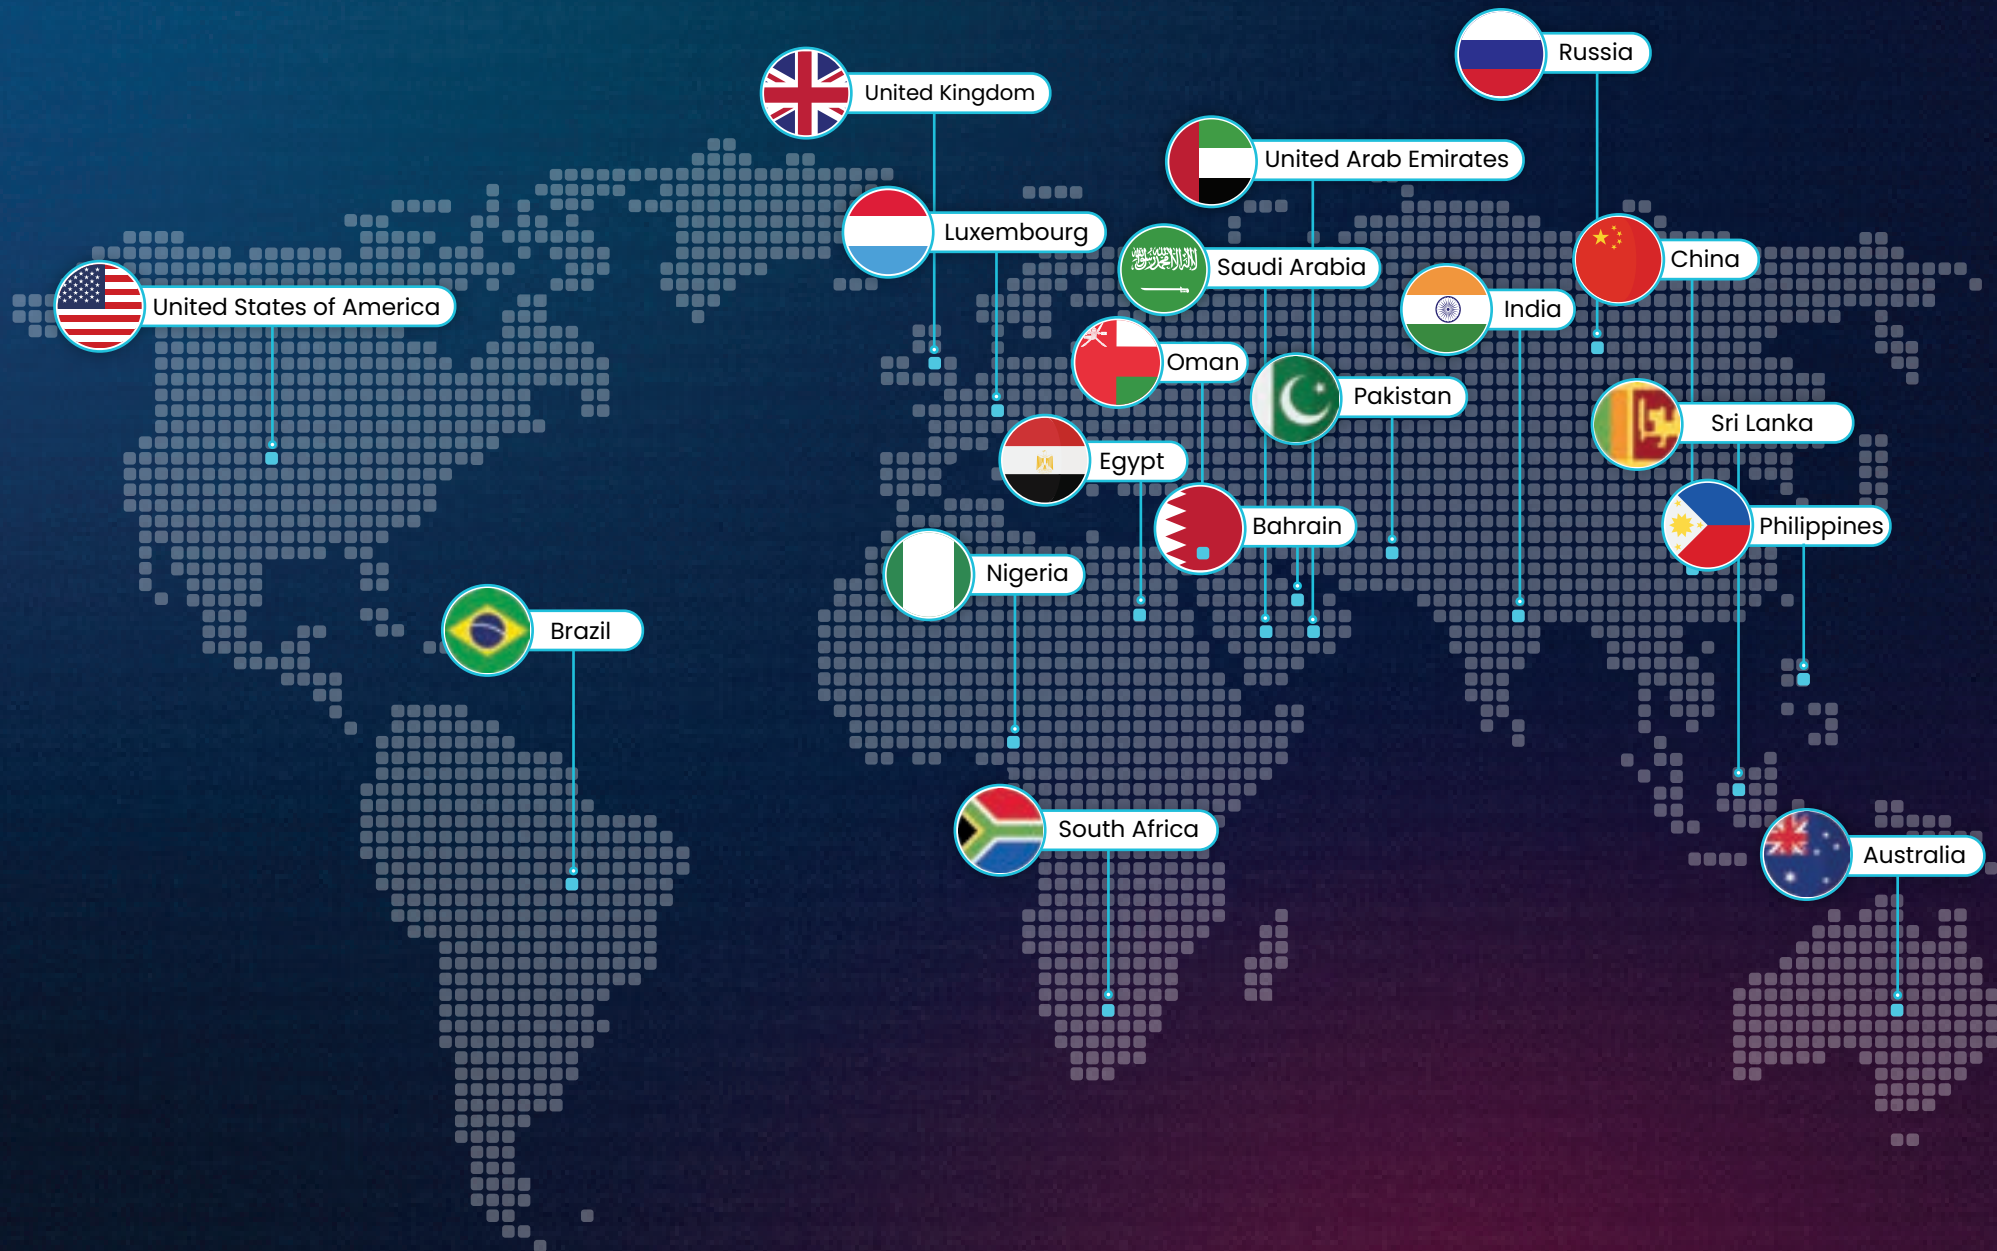 Russia
United Kingdom
United Arab Emirates
Luxembourg
Saudi Arabia
China
United States of America
India
Oman
Pakistan
Sri Lanka
Egypt
Bahrain
Philippines
Nigeria
Brazil
South Africa
Australia